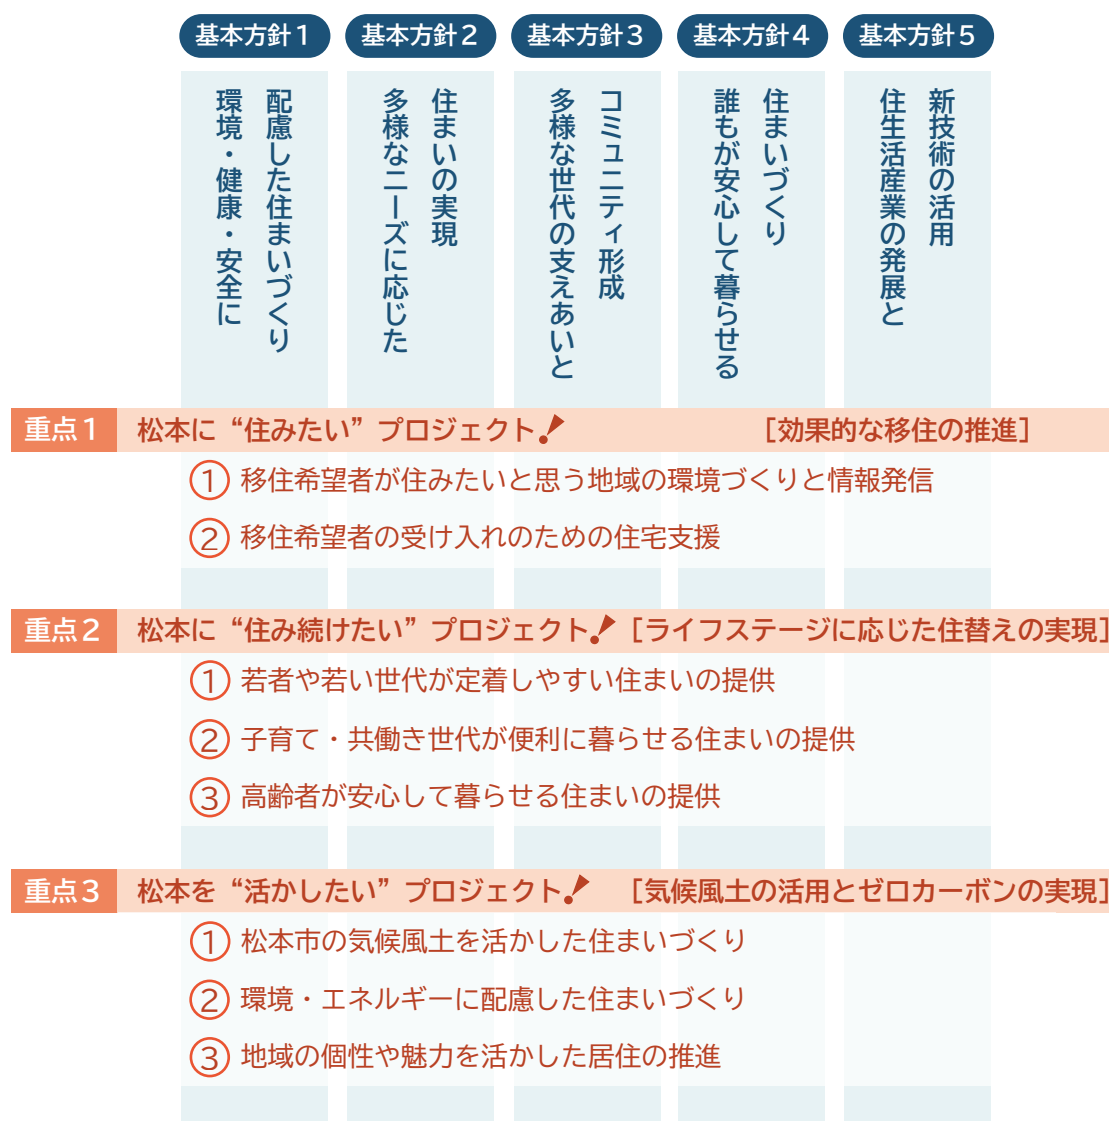 基本方針1
環境・健康・安全に
配慮した住まいづくり
基本方針2
多様なニーズに応じた
住まいの実現
基本方針3
多様な世代の支えあいと
コミュニティ形成
基本方針4
誰もが安心して暮らせる
住まいづくり
基本方針5
住生活産業の発展と
新技術の活用
重点1 松本に“住みたい”プロジェクト! [効果的な移住の推進]
① 移住希望者が住みたいと思う地域の環境づくりと情報発信
② 移住希望者の受け入れのための住宅支援
重点2 松本に“住み続けたい”プロジェクト! [ライフステージに応じた住替えの実現]
① 若者や若い世代が定着しやすい住まいの提供
② 子育て・共働き世代が便利に暮らせる住まいの提供
③ 高齢者が安心して暮らせる住まいの提供
重点3 松本を“活かしたい”プロジェクト! [気候風土の活用とゼロカーボンの実現]
① 松本市の気候風土を活かした住まいづくり
② 環境・エネルギーに配慮した住まいづくり
③ 地域の個性や魅力を活かした居住の推進